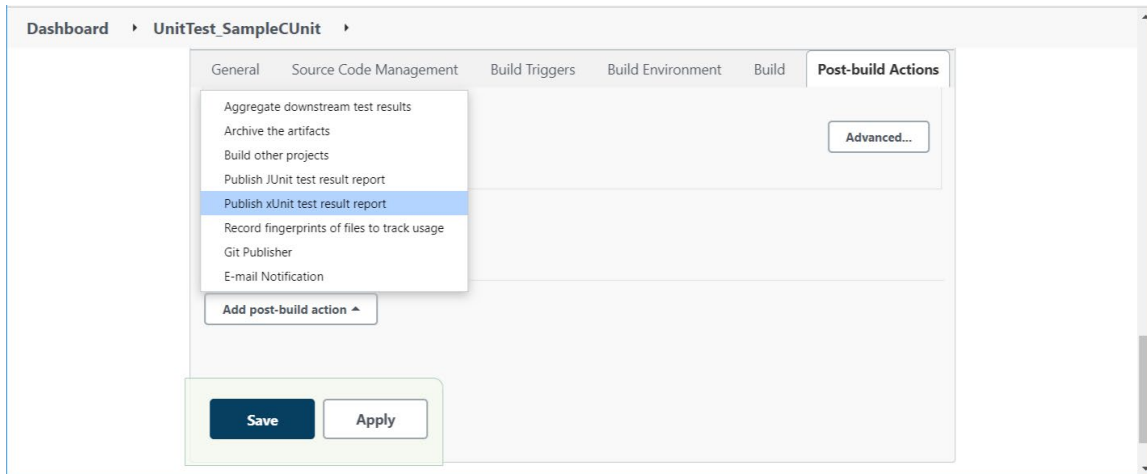 Dashboard UnitTest_SampleCUnit
General Source Code Management Build Triggers Build Environment Build Post-build Actions
Aggregate downstream test results
Archive the artifacts
Advanced...
Build other projects
Publish JUnit test result report
Publish xUnit test result report
Record fingerprints of files to track usage
Git Publisher
E-mail Notification
Add post-build action
Save Apply